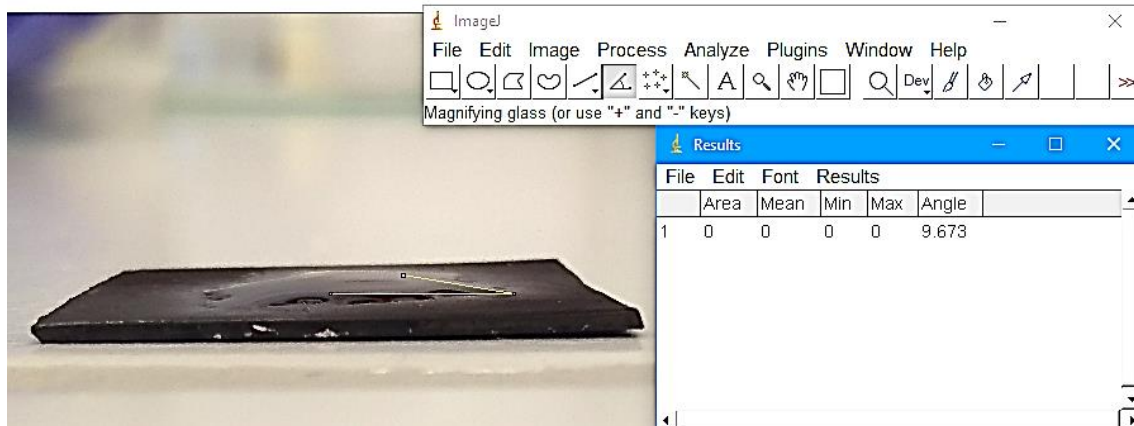 ImageJ
File Edit Image Process Analyze Plugins Window Help
A Dev >>
Magnifying glass (or use "+" and "-" keys)
Results
File Edit Font Results
Area Mean Min Max Angle
1 0 0 0 0 9.673